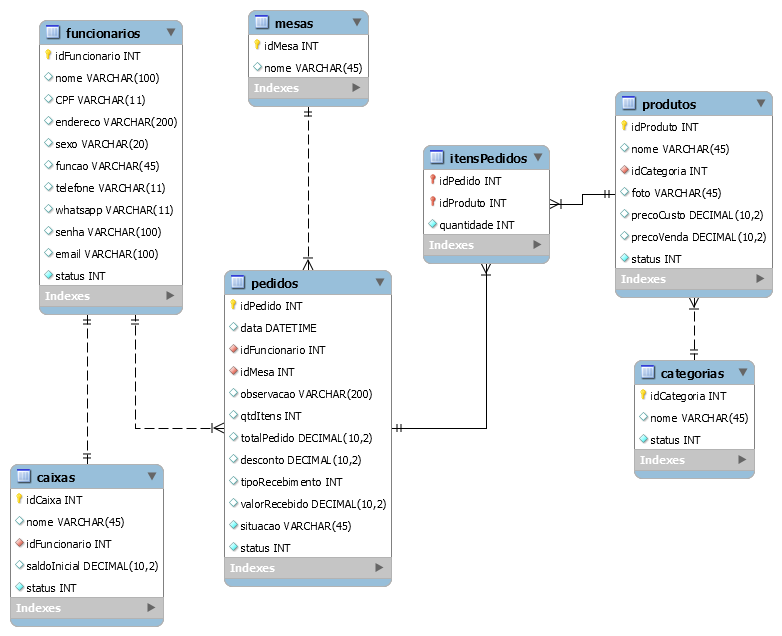 funcionarios
idFuncionario INT
nome VARCHAR(100)
CPF VARCHAR(11)
endereco VARCHAR(200)
sexo VARCHAR(20)
funcao VARCHAR(45)
telefone VARCHAR(11)
whatsapp VARCHAR(11)
senha VARCHAR(100)
email VARCHAR(100)
status INT
Indexes
mesas
idMesa INT
nome VARCHAR(45)
Indexes
itensPedidos
idPedido INT
idProduto INT
quantidade INT
Indexes
produtos
idProduto INT
nome VARCHAR(45)
idCategoria INT
foto VARCHAR(45)
precoCusto DECIMAL(10,2)
precoVenda DECIMAL(10,2)
status INT
Indexes
pedidos
idPedido INT
data DATETIME
idFuncionario INT
idMesa INT
observacao VARCHAR(200)
qtdItens INT
totalPedido DECIMAL(10,2)
desconto DECIMAL(10,2)
tipoRecebimento INT
valorRecebido DECIMAL(10,2)
situacao VARCHAR(45)
status INT
Indexes
categorias
idCategoria INT
nome VARCHAR(45)
status INT
Indexes
caixas
idCaixa INT
nome VARCHAR(45)
idFuncionario INT
saldoInicial DECIMAL(10,2)
status INT
Indexes